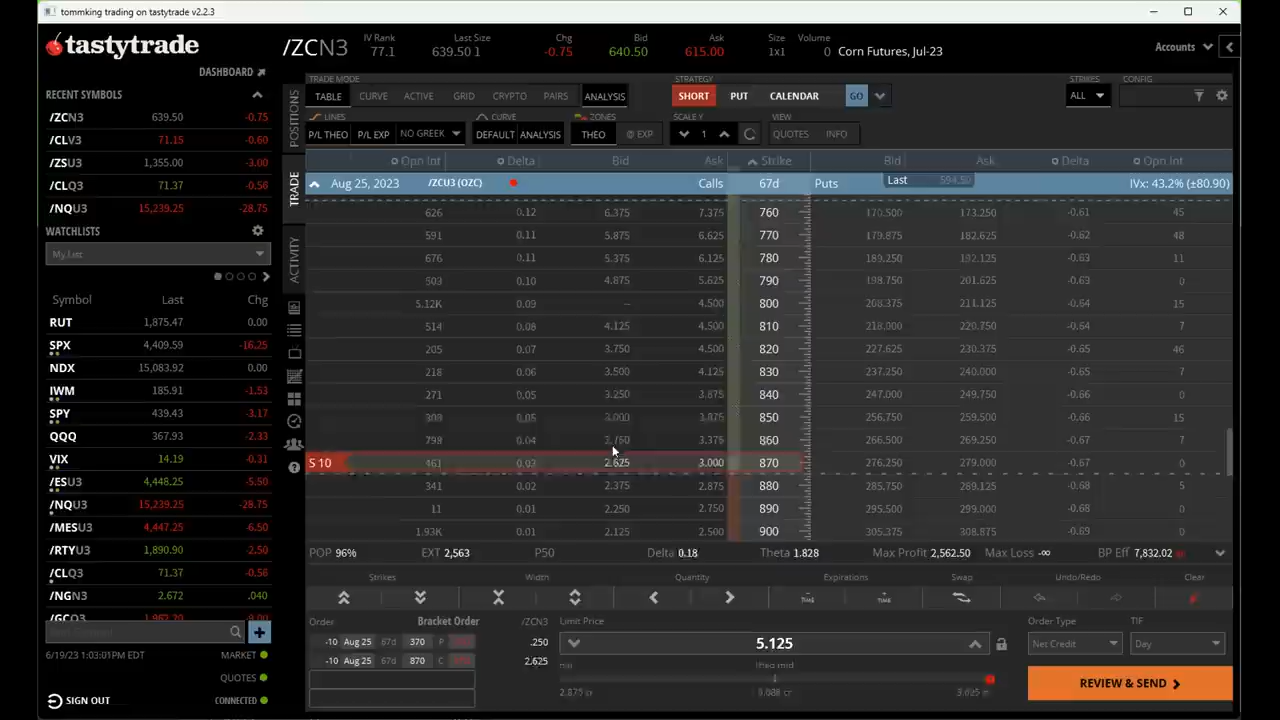 tommking trading on tastytrade v2.2.3
tastytrade
DASHBOARD
/ZCN3 IV Rank 77.1 Last Size 639.50 1 Chg -0.75 Bid 640.50 Ask 615.00 Size 1x1 Volume 0 Corn Futures, Jul-23
Accounts
RECENT SYMBOLS
/ZCN3 639.50 -0.75
/CLV3 71.15 -0.60
/ZSU3 1,355.00 -3.00
/CLQ3 71.37 -0.56
/NQU3 15,239.25 -28.75
WATCHLISTS
My.last
Symbol Last Chg
RUT 1,875.47 0.00
SPX 4,409.59 -16.25
NDX 15,083.92 0.00
IWM 185.91 -1.53
SPY 439.43 -3.17
QQQ 367.93 -2.33
VIX 14.19 -0.31
/ESU3 4,448.25 -5.50
/NQU3 15,239.25 -28.75
/MESU3 4,447.25 -6.50
/RTYU3 1,890.90 -2.50
/CLQ3 71.37 -0.56
/NGN3 2.672 .040
6/19/23 1:03:01PM EDT
MARKET
QUOTES
SIGN OUT
CONNECTED
POSITIONS
TRADE
ACTIVITY
TRADE MODE
TABLE CURVE ACTIVE GRID CRYPTO PAIRS ANALYSIS
STRATEGY
SHORT PUT CALENDAR GO
STRIKES
ALL
CONFIG
LINES
P/L THEO P/L EXP NO GREEK
CURVE
DEFAULT ANALYSIS
ZONES
THEO @ EXP
SCALE Y
1
VIEW
QUOTES INFO
Opn Int Delta Bid Ask Strike Bid Ask Delta Opn Int
Aug 25, 2023 /ZCU3 (OZC) Calls 67d Puts Last 594.50 IVx: 43.2% (±80.90)
626 0.12 6.375 7.375 760 170.500 173.250 -0.61 45
591 0.11 5.875 6.625 770 179.875 182.625 -0.62 48
676 0.11 5.375 6.125 780 189.250 192.125 -0.63 11
503 0.10 4.875 5.625 790 198.750 201.625 -0.63 0
5.12K 0.09 -- 4.500 800 208.375 211.125 -0.64 15
514 0.08 4.125 4.500 810 218.000 220.750 -0.64 7
205 0.07 3.750 4.500 820 227.625 230.375 -0.65 46
218 0.06 3.500 4.125 830 237.250 240.000 -0.65 7
271 0.05 3.250 3.875 840 247.000 249.750 -0.66 0
308 0.05 3.000 3.875 850 256.750 259.500 -0.66 15
798 0.04 2.750 3.375 860 266.500 269.250 -0.67 7
S 10 461 0.03 2.625 3.000 870 276.250 279.000 -0.67 0
341 0.02 2.375 2.875 880 285.750 289.125 -0.68 5
11 0.01 2.250 2.750 890 295.500 299.000 -0.68 0
1.93K 0.01 2.125 2.500 900 305.375 308.875 -0.69 0
POP 96% EXT 2,563 P50 Delta 0.18 Theta 1.828 Max Profit 2,562.50 Max Loss -∞ BP Eff 7,832.02
Strikes Width Quantity Expirations Swap Undo/Redo Clear
TIME TIME
Order Bracket Order /ZCN3
-10 Aug 25 67d 370 P .250
-10 Aug 25 67d 870 C 2.625
Limit Price
5.125
Order Type
Net Credit
TIF
Day
REVIEW & SEND